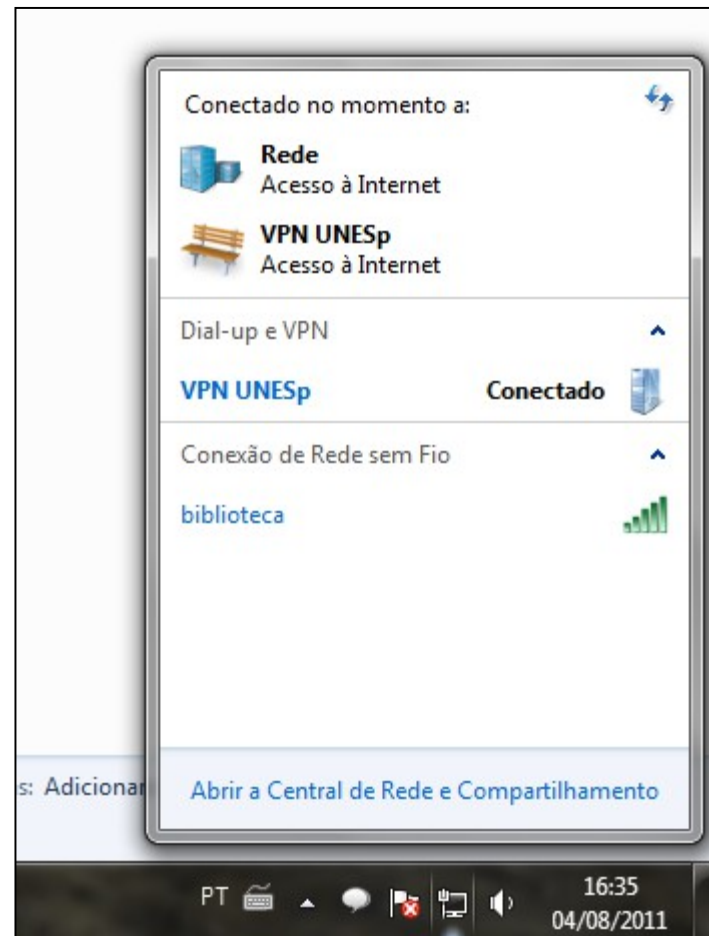 Conectado no momento a:
Rede
Acesso à Internet
VPN UNESp
Acesso à Internet
Dial-up e VPN
VPN UNESp Conectado
Conexão de Rede sem Fio
biblioteca
s: Adicionar
Abrir a Central de Rede e Compartilhamento
PT
16:35
04/08/2011